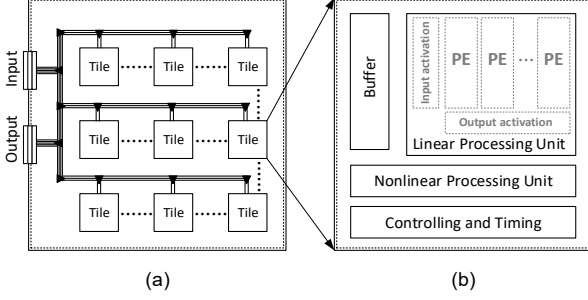 Input
Output
Tile Tile Tile
Tile Tile Tile
Tile Tile Tile
(a)
Buffer
Input activation
PE PE ··· PE
Output activation
Linear Processing Unit
Nonlinear Processing Unit
Controlling and Timing
(b)